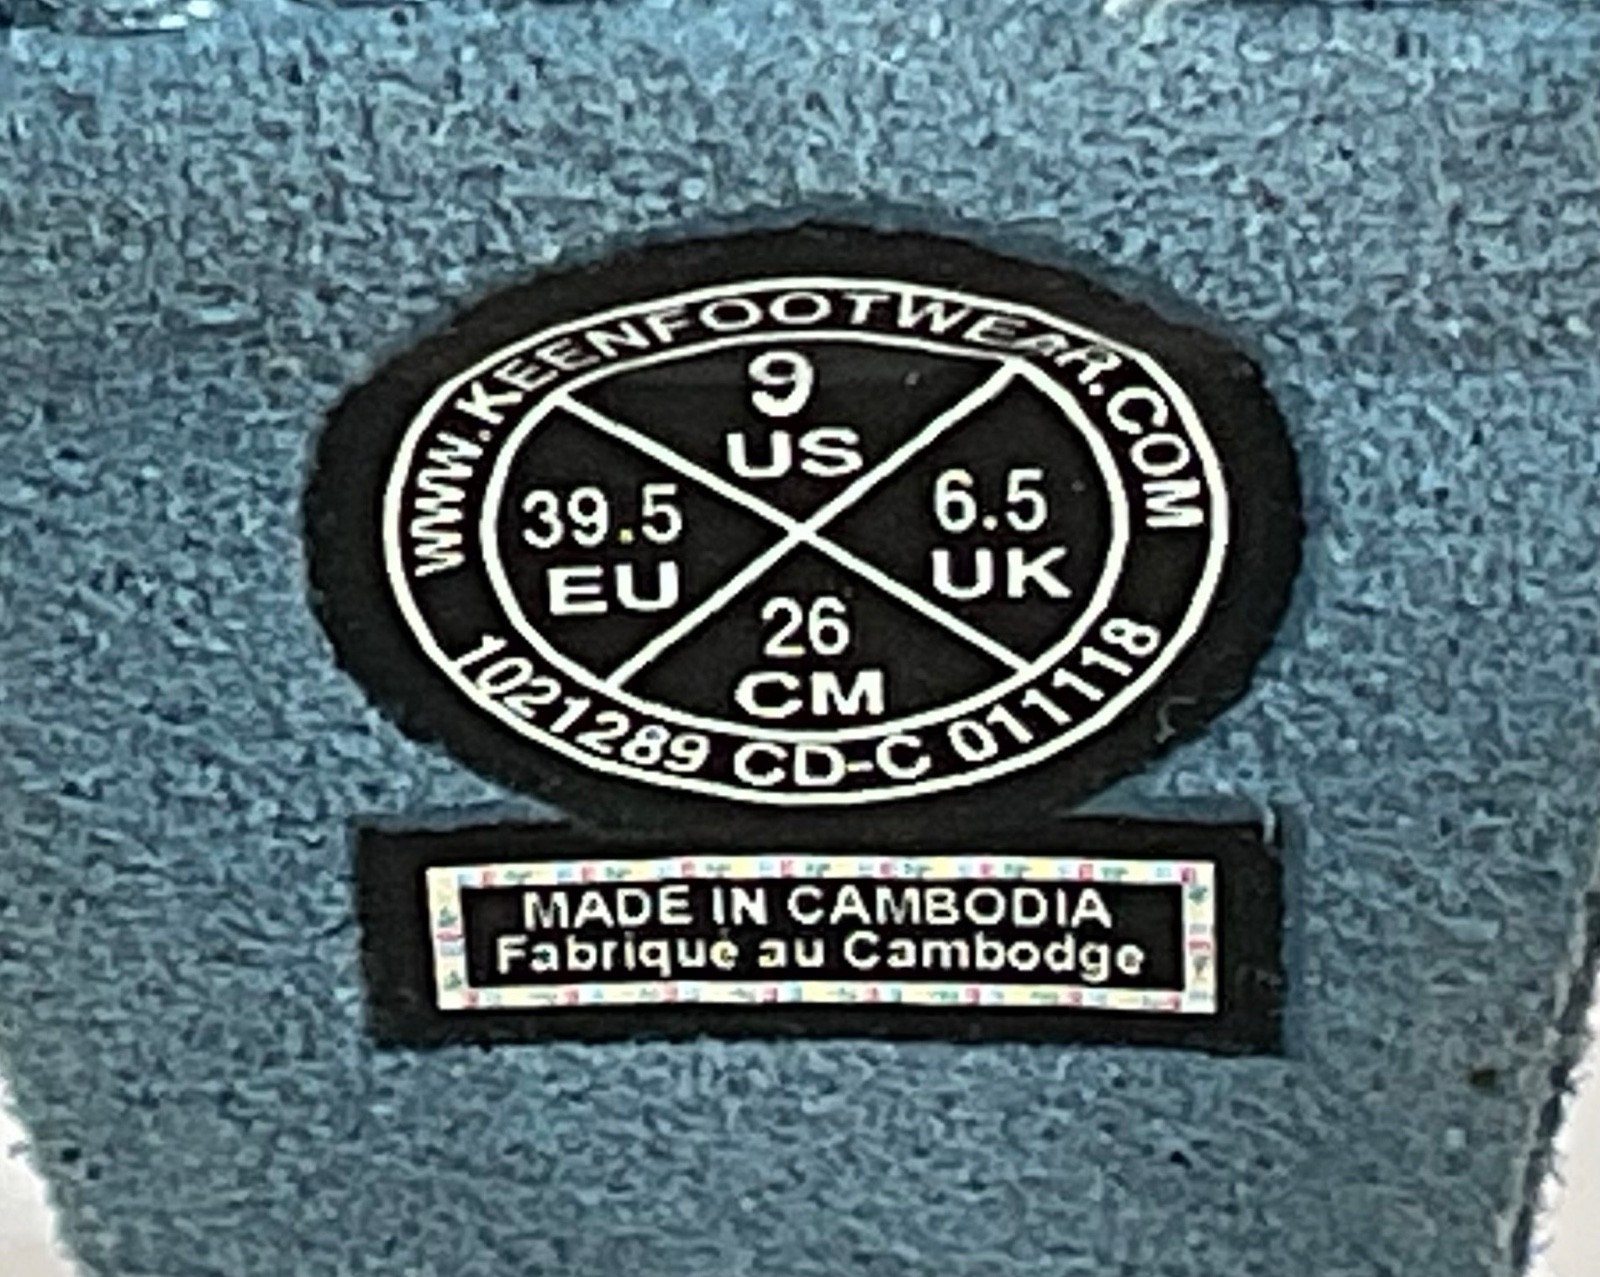 WWW.KEENFOOTWEAR.COM
9
US
39.5
EU
6.5
UK
26
CM
1021289 CD-C 011118
MADE IN CAMBODIA
Fabriqué au Cambodge